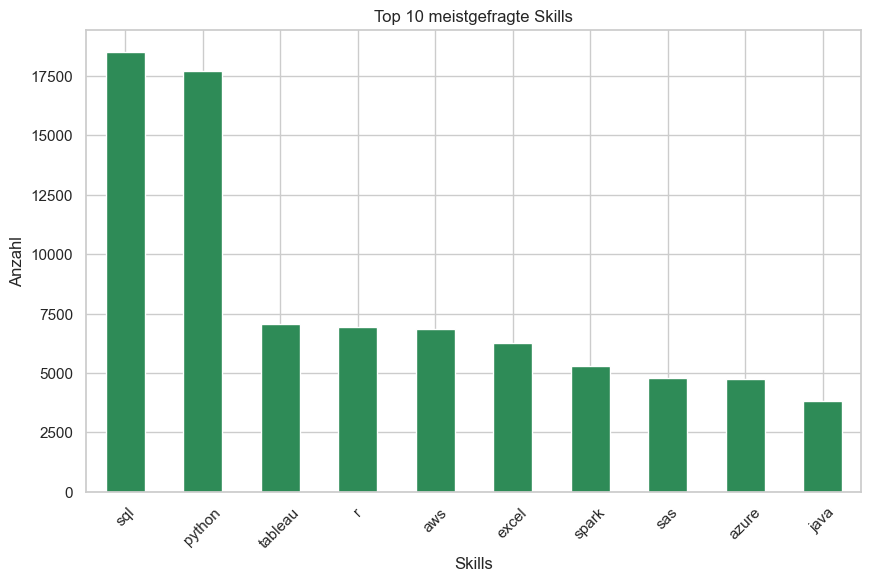 Top 10 meistgefragte Skills
Anzahl
17500
15000
12500
10000
7500
5000
2500
0
sql
python
tableau
r
aws
excel
spark
sas
azure
java
Skills